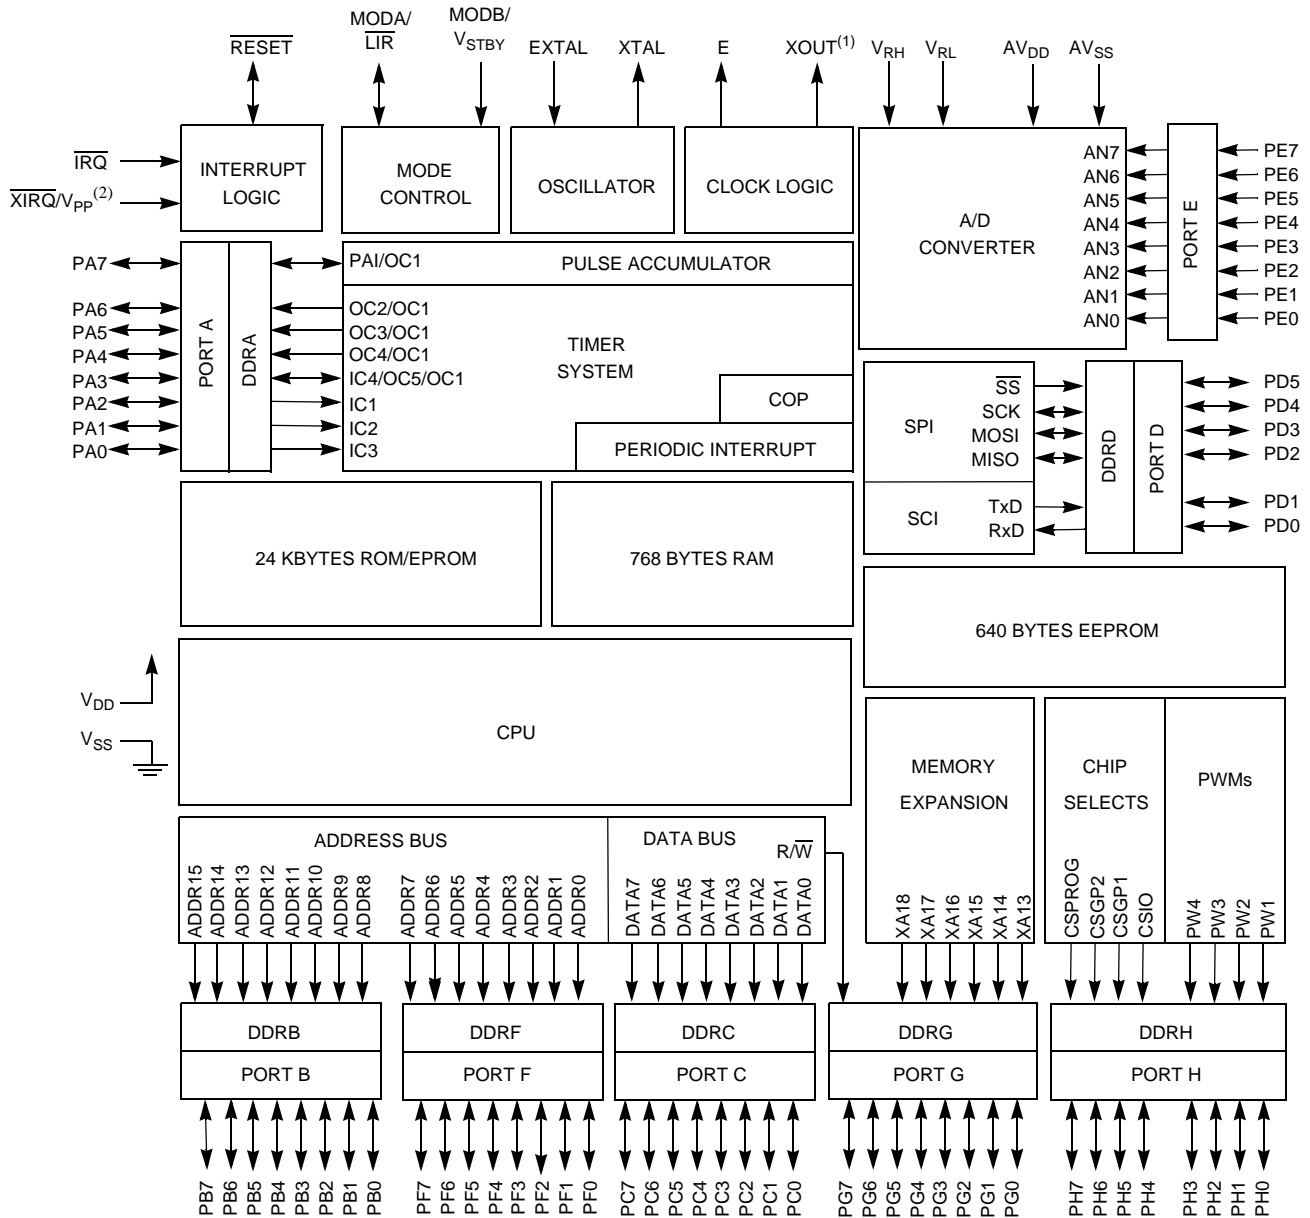 MODA/
LIR
MODB/
VSTBY
RESET
EXTAL
XTAL
E
XOUT(1)
VRH
VRL
AVDD
AVSS
IRQ
XIRQ/VPP(2)
INTERRUPT
LOGIC
MODE
CONTROL
OSCILLATOR
CLOCK LOGIC
A/D
CONVERTER
AN7
AN6
AN5
AN4
AN3
AN2
AN1
AN0
PORT E
PE7
PE6
PE5
PE4
PE3
PE2
PE1
PE0
PA7
PA6
PA5
PA4
PA3
PA2
PA1
PA0
PORT A
DDRA
PAI/OC1
PULSE ACCUMULATOR
OC2/OC1
OC3/OC1
OC4/OC1
IC4/OC5/OC1
IC1
IC2
IC3
TIMER
SYSTEM
COP
PERIODIC INTERRUPT
SPI
SS
SCK
MOSI
MISO
SCI
TxD
RxD
DDRD
PORT D
PD5
PD4
PD3
PD2
PD1
PD0
24 KBYTES ROM/EPROM
768 BYTES RAM
640 BYTES EEPROM
VDD
VSS
CPU
MEMORY
EXPANSION
CHIP
SELECTS
PWMs
ADDRESS BUS
DATA BUS
R/W
ADDR15
ADDR14
ADDR13
ADDR12
ADDR11
ADDR10
ADDR9
ADDR8
ADDR7
ADDR6
ADDR5
ADDR4
ADDR3
ADDR2
ADDR1
ADDR0
DATA7
DATA6
DATA5
DATA4
DATA3
DATA2
DATA1
DATA0
XA18
XA17
XA16
XA15
XA14
XA13
CSPROG
CSGP2
CSGP1
CSIO
PW4
PW3
PW2
PW1
DDRB
DDRF
DDRC
DDRG
DDRH
PORT B
PORT F
PORT C
PORT G
PORT H
PB7
PB6
PB5
PB4
PB3
PB2
PB1
PB0
PF7
PF6
PF5
PF4
PF3
PF2
PF1
PF0
PC7
PC6
PC5
PC4
PC3
PC2
PC1
PC0
PG7
PG6
PG5
PG4
PG3
PG2
PG1
PG0
PH7
PH6
PH5
PH4
PH3
PH2
PH1
PH0